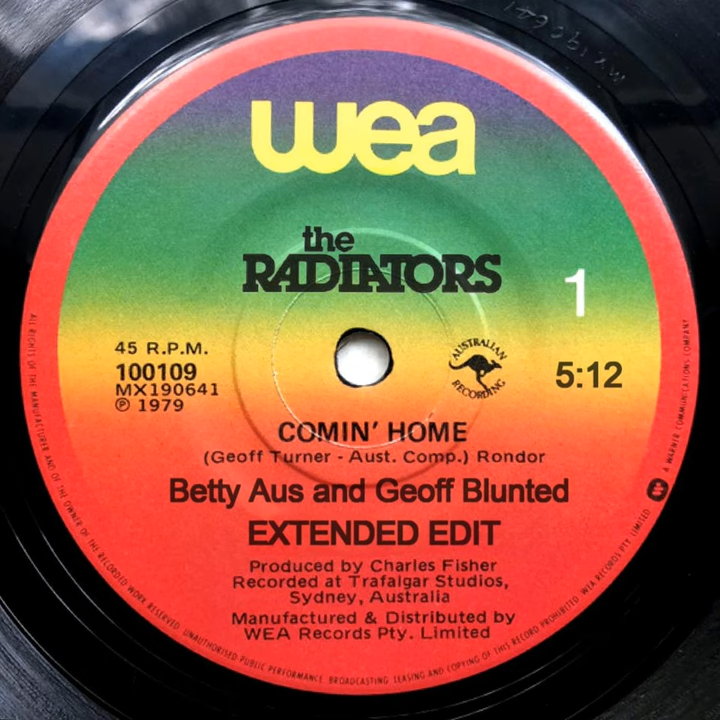 MX190641
wea
the
RADIATORS
1
45 R.P.M.
100109
MX190641
℗ 1979
AUSTRALIAN
RECORDING
5:12
COMIN' HOME
(Geoff Turner - Aust. Comp.) Rondor
Betty Aus and Geoff Blunted
EXTENDED EDIT
Produced by Charles Fisher
Recorded at Trafalgar Studios,
Sydney, Australia
Manufactured & Distributed by
WEA Records Pty. Limited
ALL RIGHTS OF THE MANUFACTURER AND OF THE OWNER OF THE RECORDED WORK RESERVED. UNAUTHORISED PUBLIC PERFORMANCE, BROADCASTING LEASING AND COPYING OF THIS RECORD PROHIBITED. WEA RECORDS PTY. LIMITED
A WARNER COMMUNICATIONS COMPANY